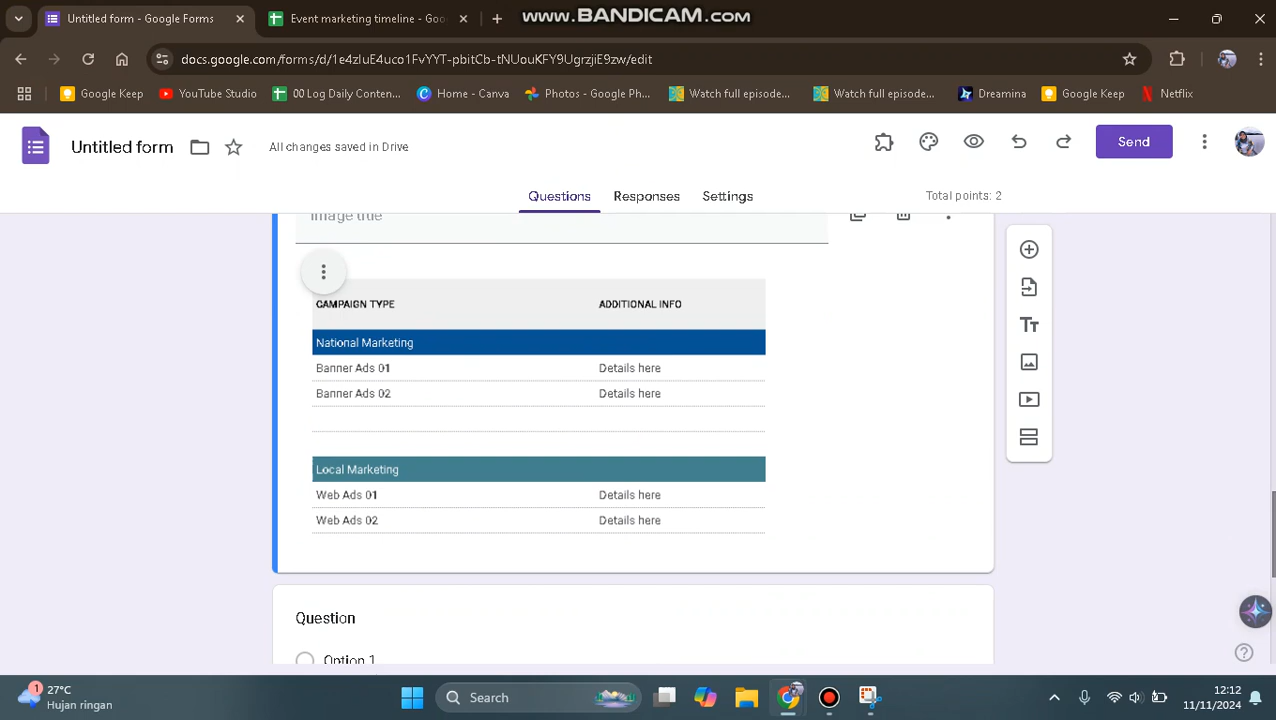 Untitled form - Google Forms
Event marketing timeline - Goo
www.BANDICAM.com
docs.google.com/forms/d/1e4zIuE4uco1FvYYT-pbitCb-tNUouKFY9UgrzjiE9zw/edit
Google Keep
YouTube Studio
00 Log Daily Conten...
Home - Canva
Photos - Google Ph...
Watch full episode...
Watch full episode...
Dreamina
Google Keep
Netflix
Untitled form
All changes saved in Drive
Send
Questions
Responses
Settings
Total points: 2
Image title
CAMPAIGN TYPE
ADDITIONAL INFO
National Marketing
Banner Ads 01
Details here
Banner Ads 02
Details here
Local Marketing
Web Ads 01
Details here
Web Ads 02
Details here
Question
Option 1
1
27°C
Hujan ringan
Search
12:12
11/11/2024